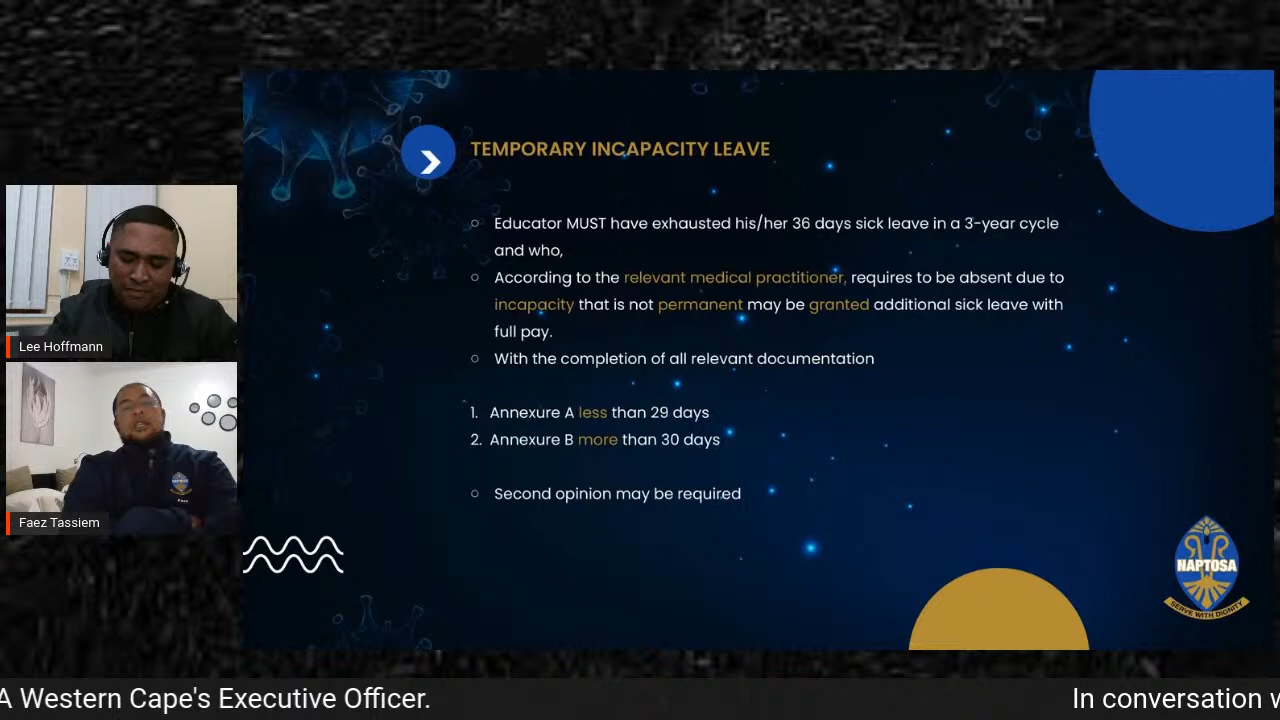 TEMPORARY INCAPACITY LEAVE
Educator MUST have exhausted his/her 36 days sick leave in a 3-year cycle
and who,
According to the relevant medical practitioner, requires to be absent due to
incapacity that is not permanent may be granted additional sick leave with
full pay.
With the completion of all relevant documentation
1. Annexure A less than 29 days
2. Annexure B more than 30 days
Second opinion may be required
Lee Hoffmann
Faez Tassiem
NAPTOSA
NAPTOSA
SERVE WITH DIGNITY
A Western Cape's Executive Officer.
In conversation w